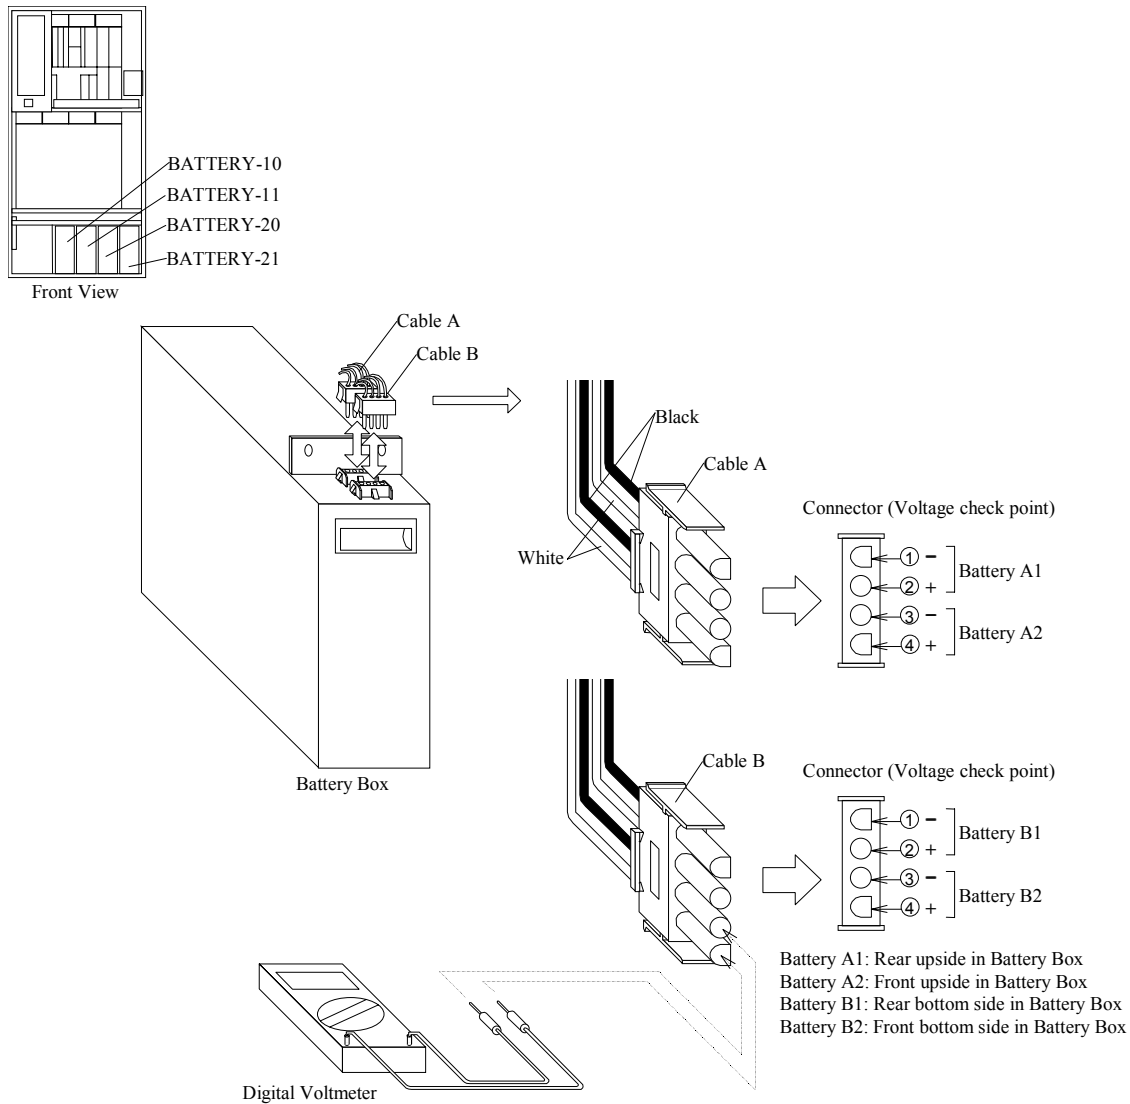 BATTERY-10
BATTERY-11
BATTERY-20
BATTERY-21
Front View
Cable A
Cable B
Black
Cable A
White
Connector (Voltage check point)
1 −
2 +
Battery A1
3 −
4 +
Battery A2
Battery Box
Cable B
Connector (Voltage check point)
1 −
2 +
Battery B1
3 −
4 +
Battery B2
Battery A1: Rear upside in Battery Box
Battery A2: Front upside in Battery Box
Battery B1: Rear bottom side in Battery Box
Battery B2: Front bottom side in Battery Box
Digital Voltmeter